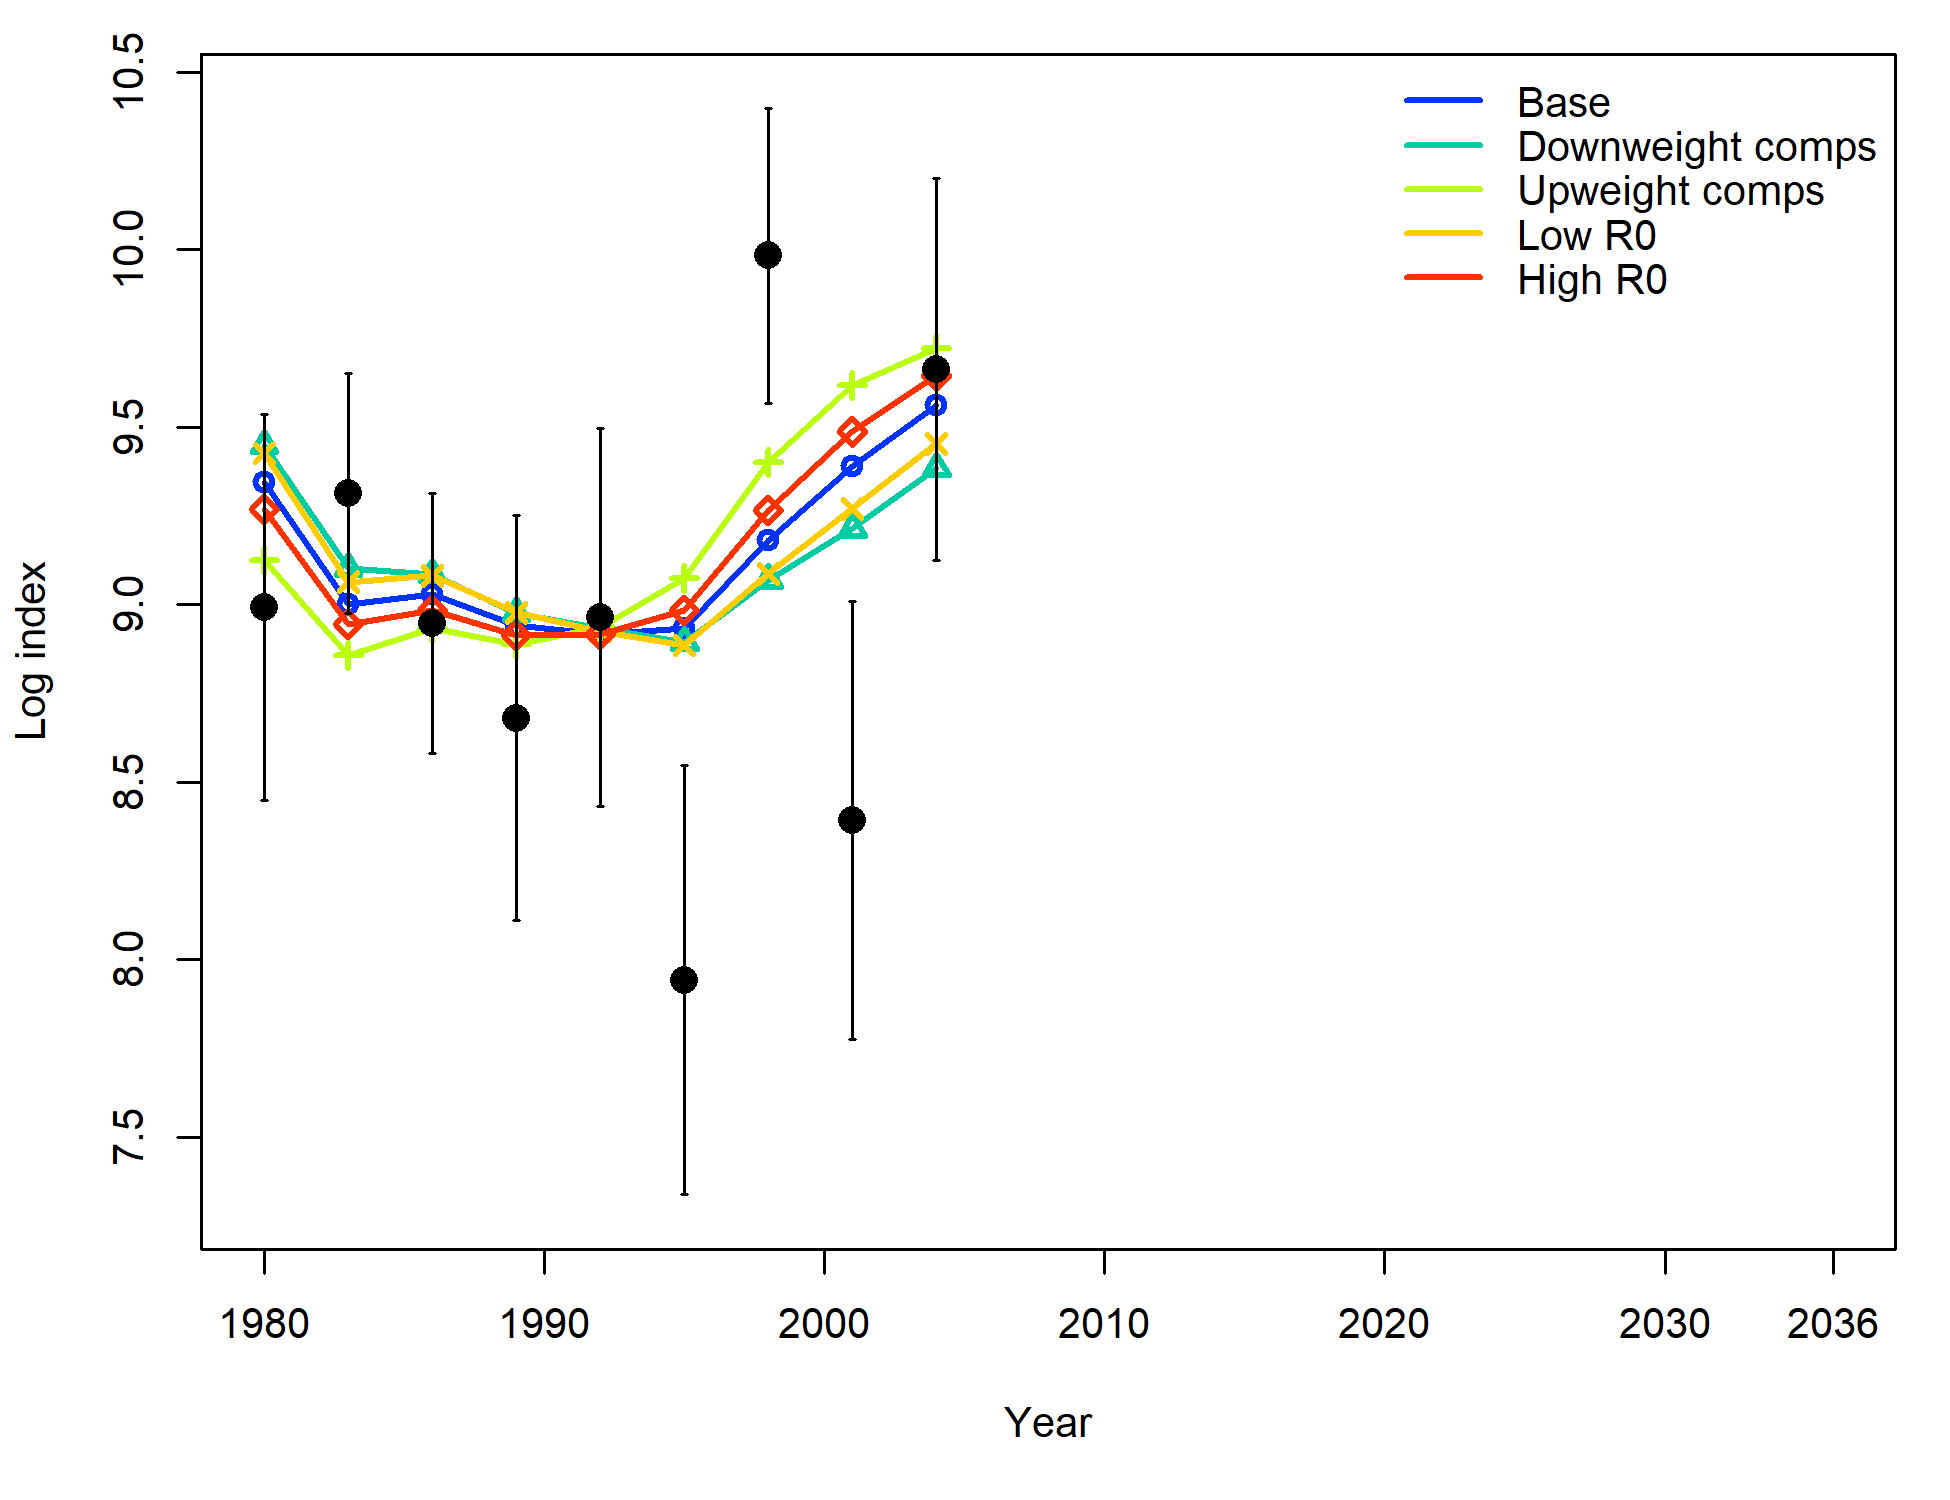 10.5
10.0
9.5
9.0
8.5
8.0
7.5
Log index
Base
Downweight comps
Upweight comps
Low R0
High R0
1980 1990 2000 2010 2020 2030 2036
Year